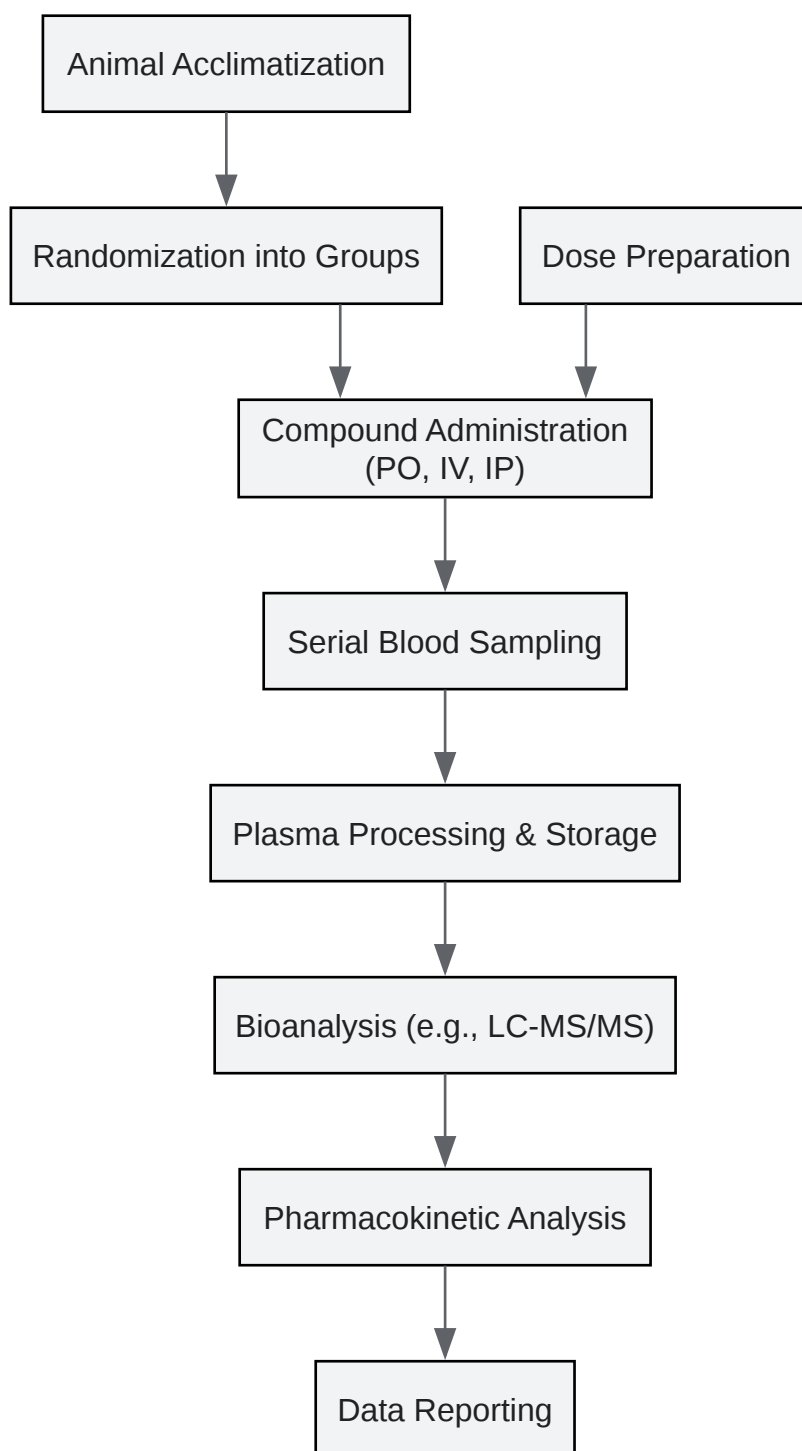 Animal Acclimatization
Randomization into Groups
Dose Preparation
Compound Administration
(PO, IV, IP)
Serial Blood Sampling
Plasma Processing & Storage
Bioanalysis (e.g., LC-MS/MS)
Pharmacokinetic Analysis
Data Reporting